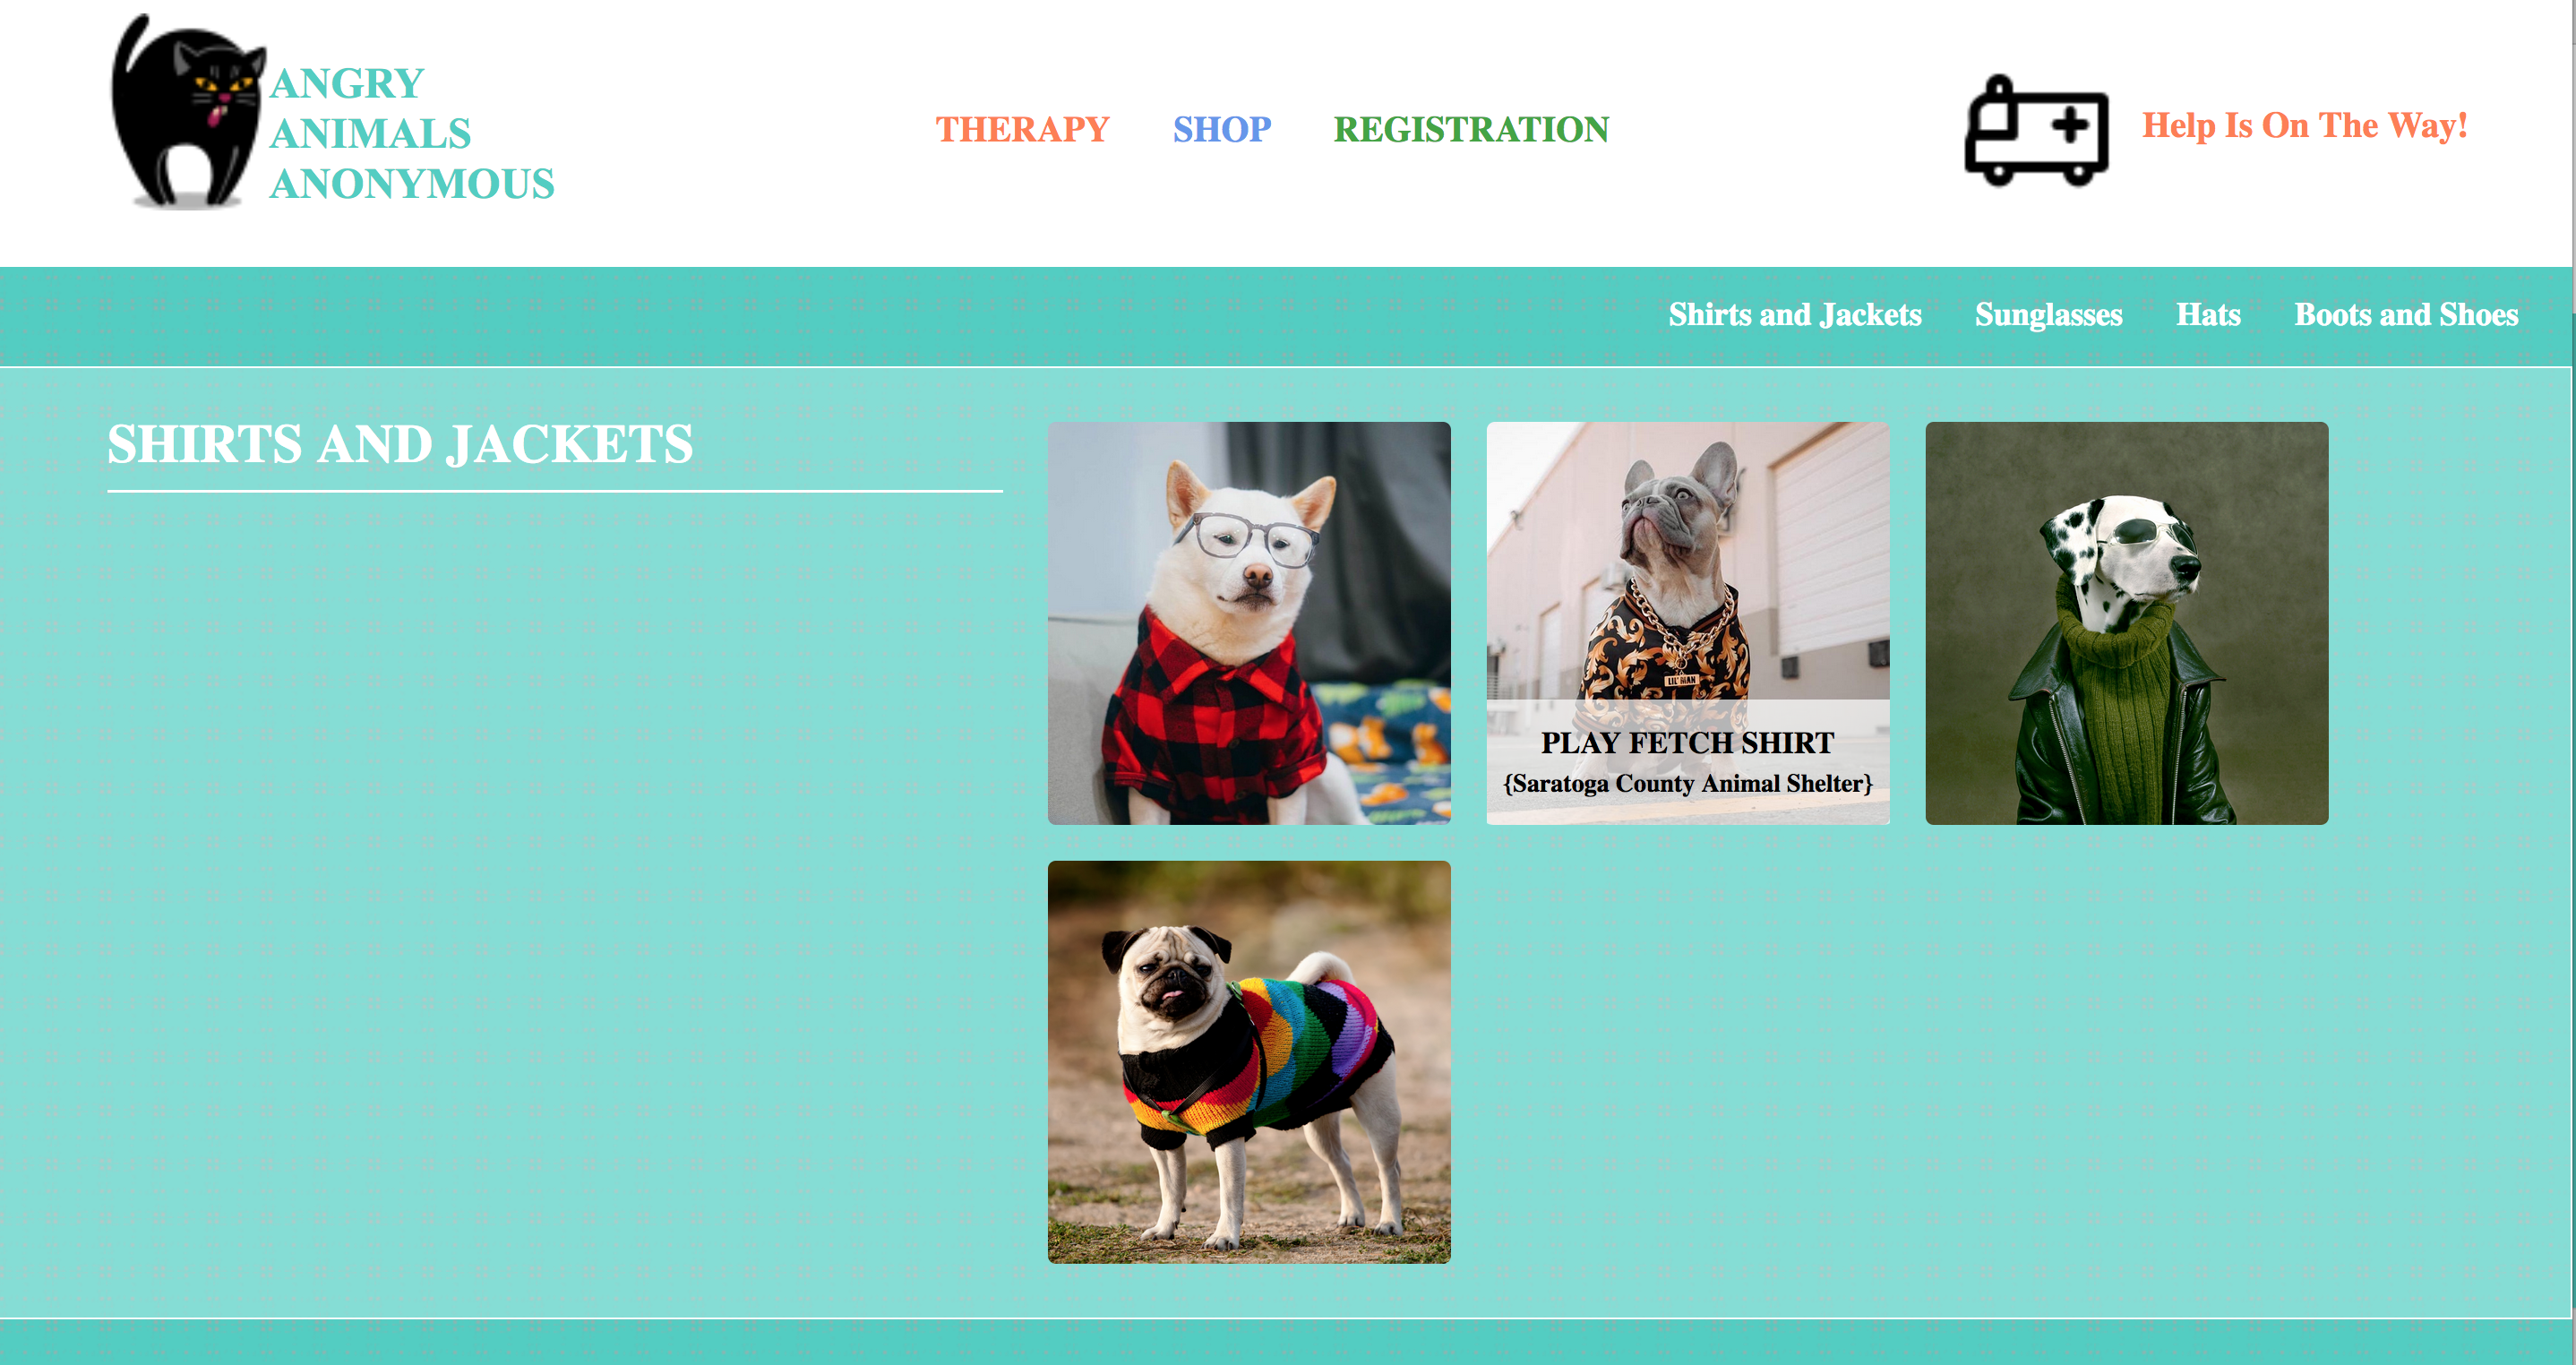 ANGRY
ANIMALS
ANONYMOUS
THERAPY SHOP REGISTRATION
Help Is On The Way!
Shirts and Jackets Sunglasses Hats Boots and Shoes
SHIRTS AND JACKETS
LIL' MAN
PLAY FETCH SHIRT
{Saratoga County Animal Shelter}